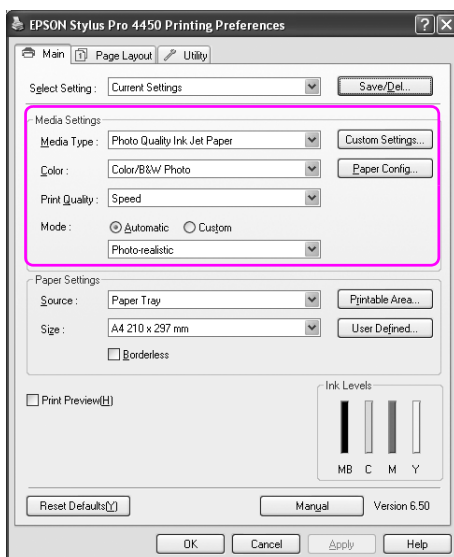 EPSON Stylus Pro 4450 Printing Preferences
Main Page Layout Utility
Select Setting : Current Settings Save/Del...
Media Settings
Media Type : Photo Quality Ink Jet Paper Custom Settings...
Color : Color/B&W Photo Paper Config...
Print Quality : Speed
Mode : Automatic Custom
Photo-realistic
Paper Settings
Source : Paper Tray Printable Area...
Size : A4 210 x 297 mm User Defined...
Borderless
Print Preview(H)
Ink Levels
MB C M Y
Reset Defaults(Y) Manual Version 6.50
OK Cancel Apply Help